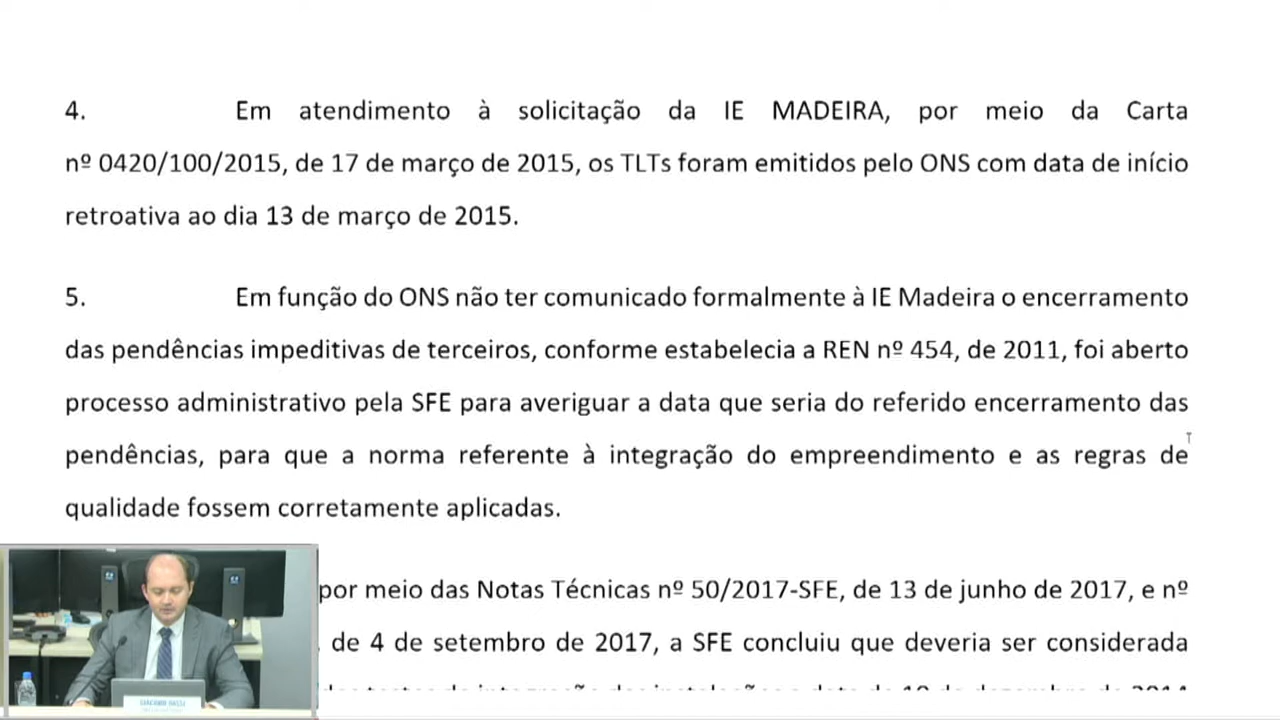 4. Em atendimento à solicitação da IE MADEIRA, por meio da Carta
nº 0420/100/2015, de 17 de março de 2015, os TLTs foram emitidos pelo ONS com data de início
retroativa ao dia 13 de março de 2015.
5. Em função do ONS não ter comunicado formalmente à IE Madeira o encerramento
das pendências impeditivas de terceiros, conforme estabelecia a REN nº 454, de 2011, foi aberto
processo administrativo pela SFE para averiguar a data que seria do referido encerramento das
pendências, para que a norma referente à integração do empreendimento e as regras de
qualidade fossem corretamente aplicadas.
por meio das Notas Técnicas nº 50/2017-SFE, de 13 de junho de 2017, e nº
de 4 de setembro de 2017, a SFE concluiu que deveria ser considerada